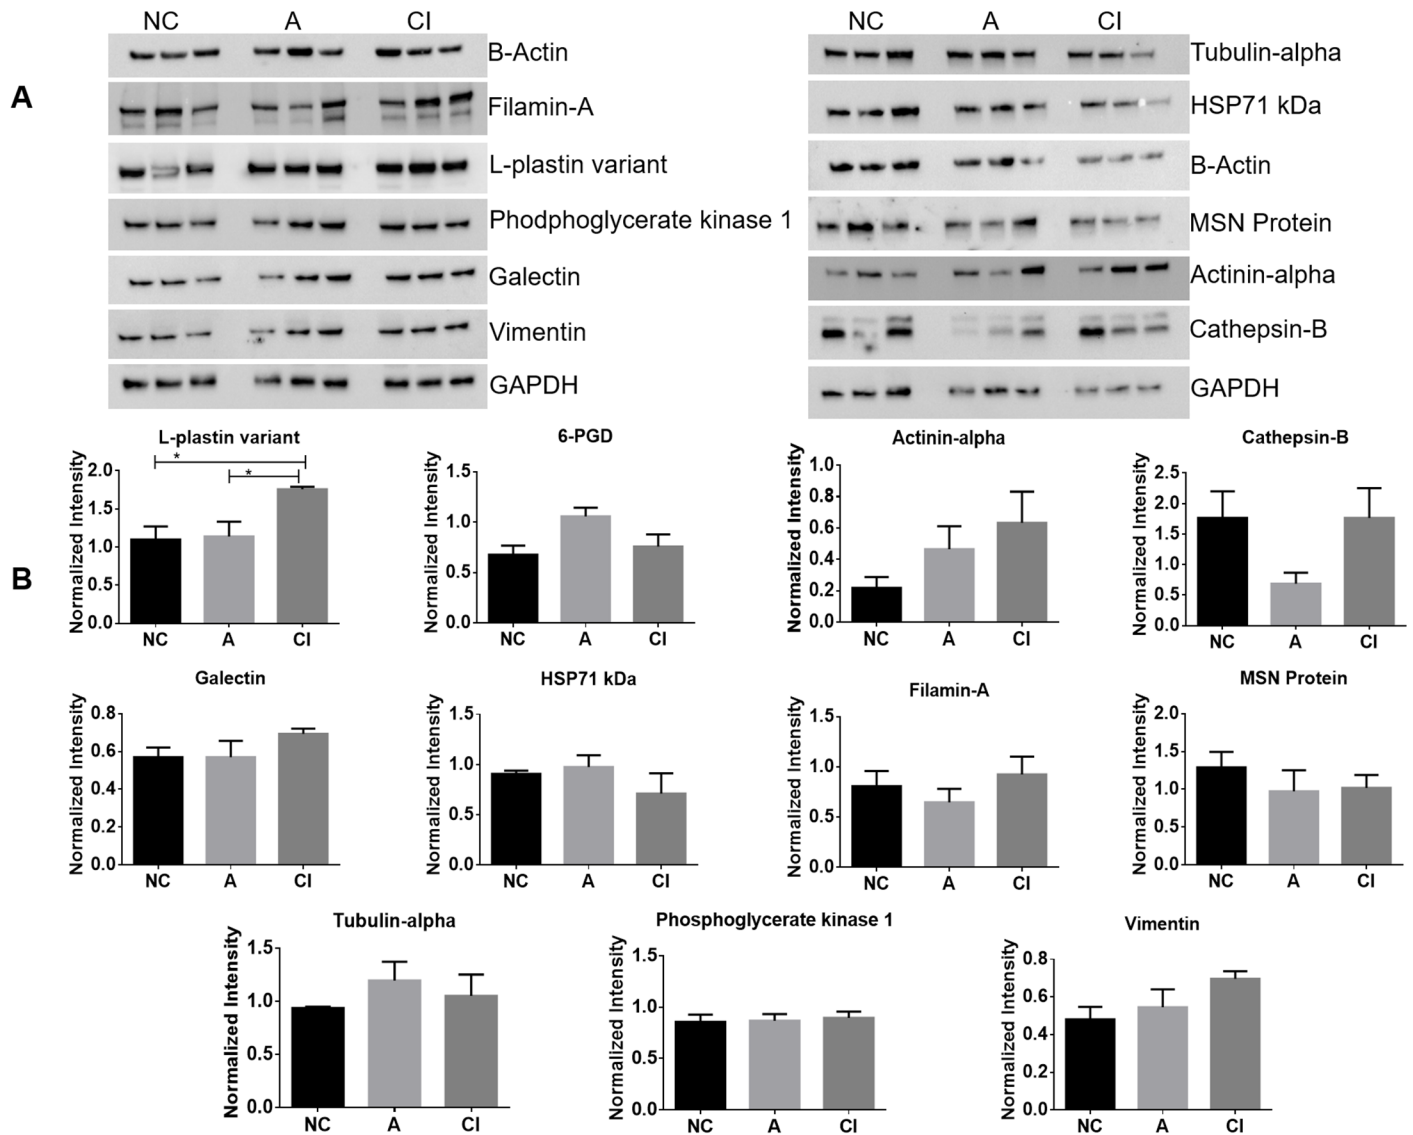 NC A CI
B-Actin
A
Filamin-A
L-plastin variant
Phodphoglycerate kinase 1
Galectin
Vimentin
GAPDH
NC A CI
Tubulin-alpha
HSP71 kDa
B-Actin
MSN Protein
Actinin-alpha
Cathepsin-B
GAPDH
B
L-plastin variant
Normalized Intensity
2.0
1.5
1.0
0.5
0.0
* *
NC A CI
6-PGD
Normalized Intensity
1.5
1.0
0.5
0.0
NC A CI
Actinin-alpha
Normalized Intensity
1.0
0.8
0.6
0.4
0.2
0.0
NC A CI
Cathepsin-B
Normalized Intensity
2.5
2.0
1.5
1.0
0.5
0.0
NC A CI
Galectin
Normalized Intensity
0.8
0.6
0.4
0.2
0.0
NC A CI
HSP71 kDa
Normalized Intensity
1.5
1.0
0.5
0.0
NC A CI
Filamin-A
Normalized Intensity
1.5
1.0
0.5
0.0
NC A CI
MSN Protein
Normalized Intensity
2.0
1.5
1.0
0.5
0.0
NC A CI
Tubulin-alpha
Normalized Intensity
1.5
1.0
0.5
0.0
NC A CI
Phosphoglycerate kinase 1
Normalized Intensity
1.5
1.0
0.5
0.0
NC A CI
Vimentin
Normalized Intensity
0.8
0.6
0.4
0.2
0.0
NC A CI